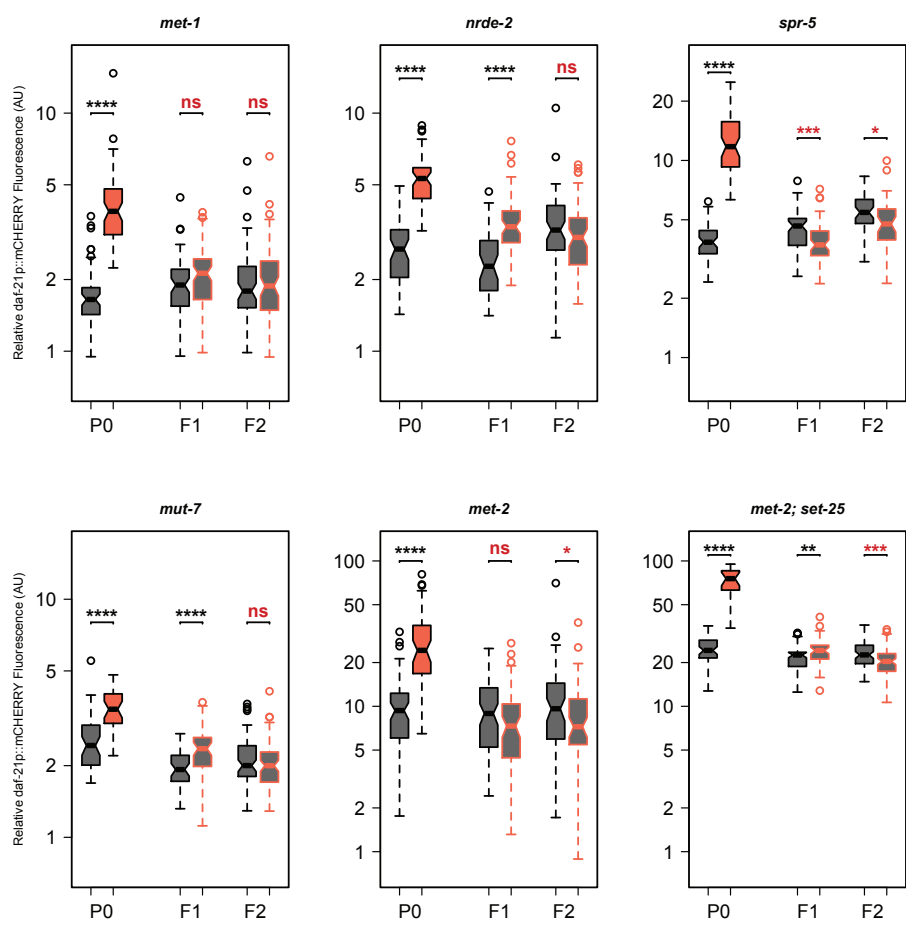 met-1
nrde-2
spr-5
Relative daf-21p::mCHERRY Fluorescence (AU)
10
5
2
1
****
ns
ns
P0
F1
F2
10
5
2
1
****
****
ns
P0
F1
F2
20
10
5
2
1
****
***
*
P0
F1
F2
mut-7
met-2
met-2; set-25
Relative daf-21p::mCHERRY Fluorescence (AU)
10
5
2
1
****
****
ns
P0
F1
F2
100
50
20
10
5
2
1
****
ns
*
P0
F1
F2
100
50
20
10
5
2
1
****
**
***
P0
F1
F2